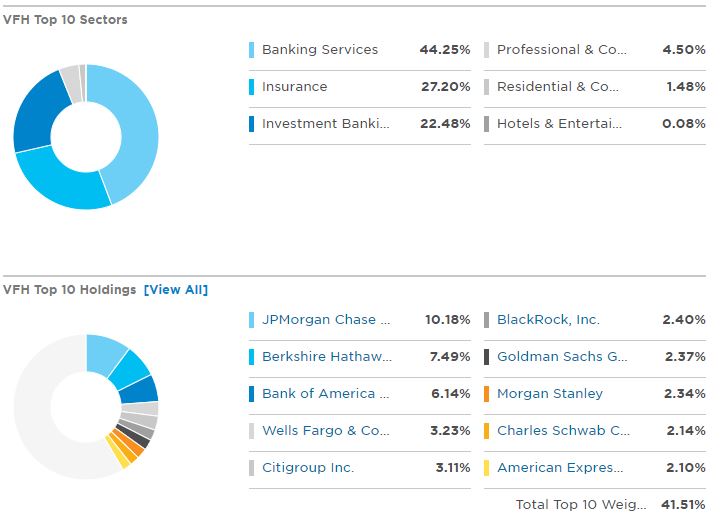 VFH Top 10 Sectors
Banking Services 44.25%
Insurance 27.20%
Investment Banki... 22.48%
Professional & Co... 4.50%
Residential & Co... 1.48%
Hotels & Entertai... 0.08%
VFH Top 10 Holdings [View All]
JPMorgan Chase ... 10.18%
Berkshire Hathaw... 7.49%
Bank of America ... 6.14%
Wells Fargo & Co... 3.23%
Citigroup Inc. 3.11%
BlackRock, Inc. 2.40%
Goldman Sachs G... 2.37%
Morgan Stanley 2.34%
Charles Schwab C... 2.14%
American Expres... 2.10%
Total Top 10 Weig... 41.51%